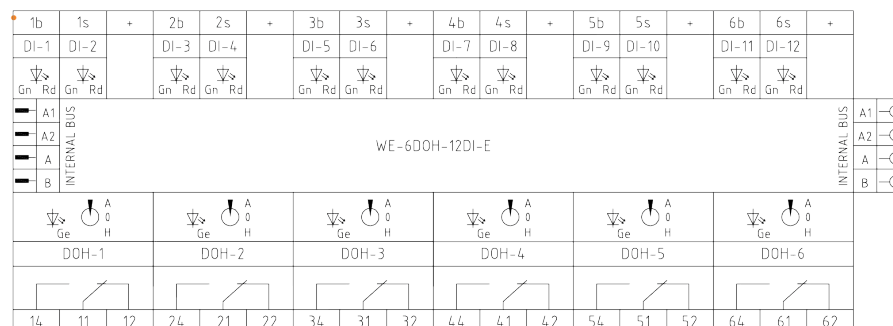 1b 1s + 2b 2s + 3b 3s + 4b 4s + 5b 5s + 6b 6s +
DI-1 DI-2 DI-3 DI-4 DI-5 DI-6 DI-7 DI-8 DI-9 DI-10 DI-11 DI-12
Gn Rd Gn Rd Gn Rd Gn Rd Gn Rd Gn Rd Gn Rd Gn Rd Gn Rd Gn Rd Gn Rd Gn Rd
A1 A1
A2 A2
A A
B B
INTERNAL BUS
WE-6DOH-12DI-E
INTERNAL BUS
A A A A A A
0 0 0 0 0 0
Ge H Ge H Ge H Ge H Ge H Ge H
DOH-1 DOH-2 DOH-3 DOH-4 DOH-5 DOH-6
14 11 12 24 21 22 34 31 32 44 41 42 54 51 52 64 61 62